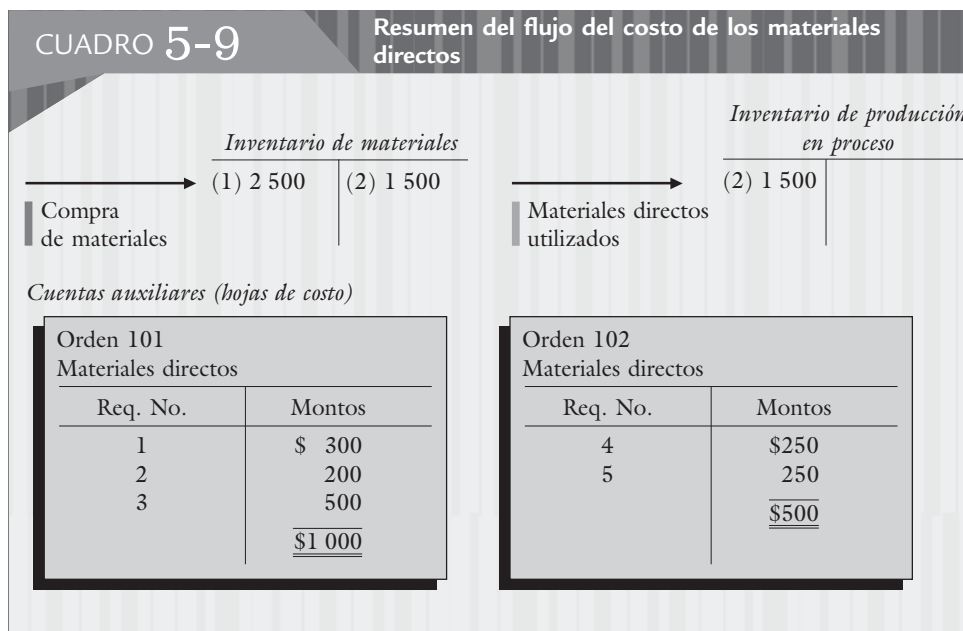 CUADRO 5-9
Resumen del flujo del costo de los materiales
directos
Inventario de materiales
(1) 2 500 (2) 1 500
Compra
de materiales
Inventario de producción
en proceso
(2) 1 500
Materiales directos
utilizados
Cuentas auxiliares (hojas de costo)
Orden 101
Materiales directos
Req. No. Montos
1 $ 300
2 200
3 500
$1 000
Orden 102
Materiales directos
Req. No. Montos
4 $250
5 250
$500